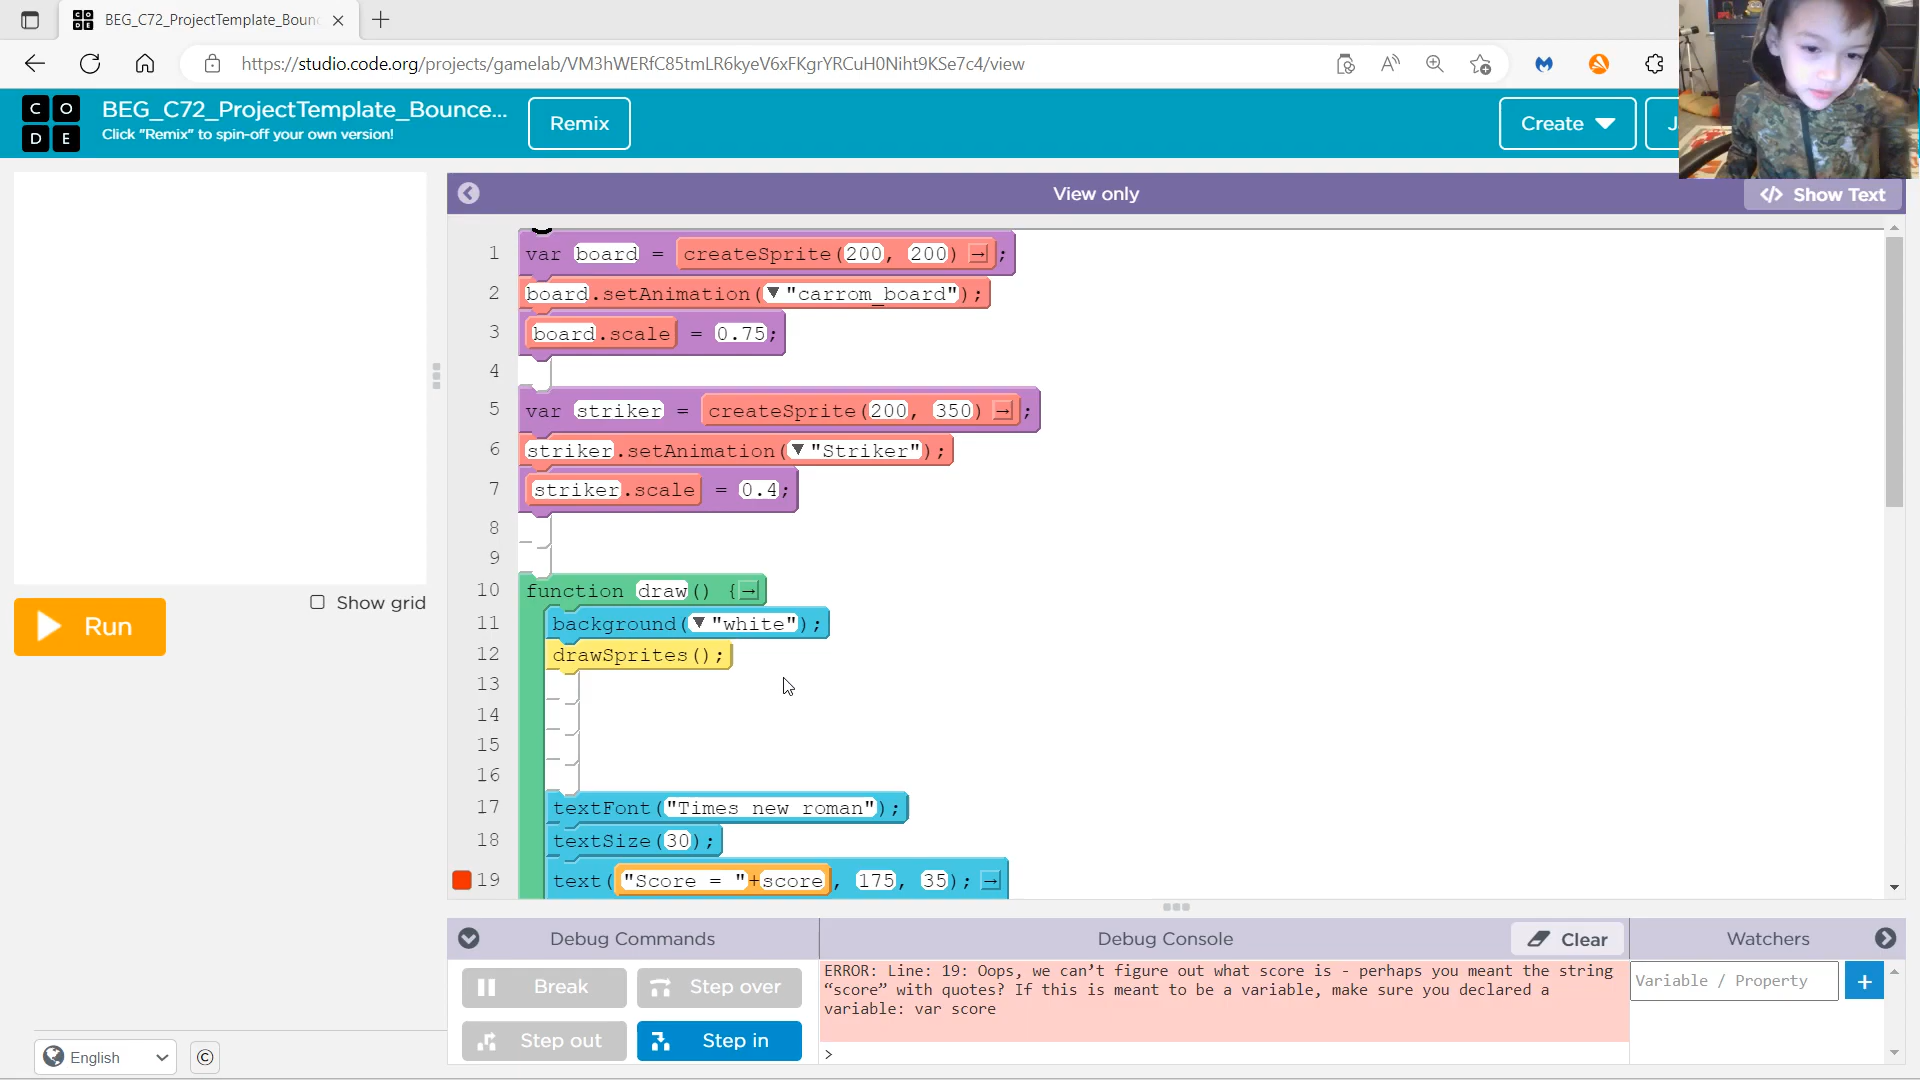 BEG_C72_ProjectTemplate_Boun
https://studio.code.org/projects/gamelab/VM3hWERfC85tmLR6kyeV6xFKgrYRCuH0Niht9KSe7c4/view
C O
D E
BEG_C72_ProjectTemplate_Bounce...
Click "Remix" to spin-off your own version!
Remix
Create
View only
</> Show Text
1 var board = createSprite(200, 200) → ;
2 board.setAnimation(▼ "carrom_board");
3 board.scale = 0.75;
4
5 var striker = createSprite(200, 350) → ;
6 striker.setAnimation(▼ "Striker");
7 striker.scale = 0.4;
8
9
10 function draw() { →
11 background(▼ "white");
12 drawSprites();
13
14
15
16
17 textFont("Times new roman");
18 textSize(30);
19 text("Score = "+score, 175, 35); →
Show grid
Run
Debug Commands
Debug Console
Clear
Watchers
Break
Step over
Step out
Step in
ERROR: Line: 19: Oops, we can’t figure out what score is - perhaps you meant the string
“score” with quotes? If this is meant to be a variable, make sure you declared a
variable: var score
>
Variable / Property
+
English
©